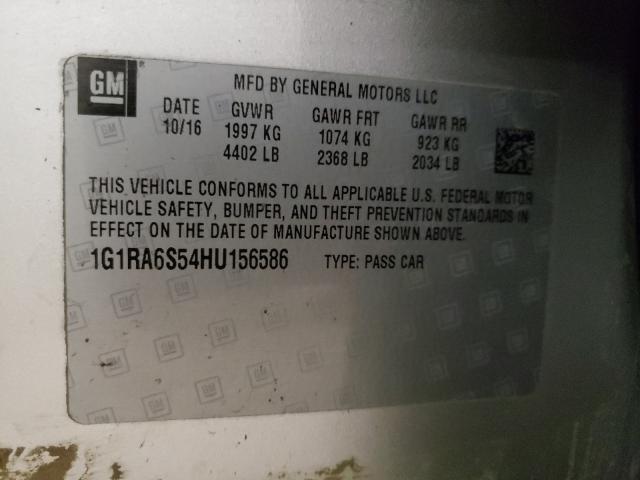 GM
MFD BY GENERAL MOTORS LLC
DATE GVWR GAWR FRT GAWR RR
10/16 1997 KG 1074 KG 923 KG
4402 LB 2368 LB 2034 LB
THIS VEHICLE CONFORMS TO ALL APPLICABLE U.S. FEDERAL MOTOR
VEHICLE SAFETY, BUMPER, AND THEFT PREVENTION STANDARDS IN
EFFECT ON THE DATE OF MANUFACTURE SHOWN ABOVE.
1G1RA6S54HU156586 TYPE: PASS CAR